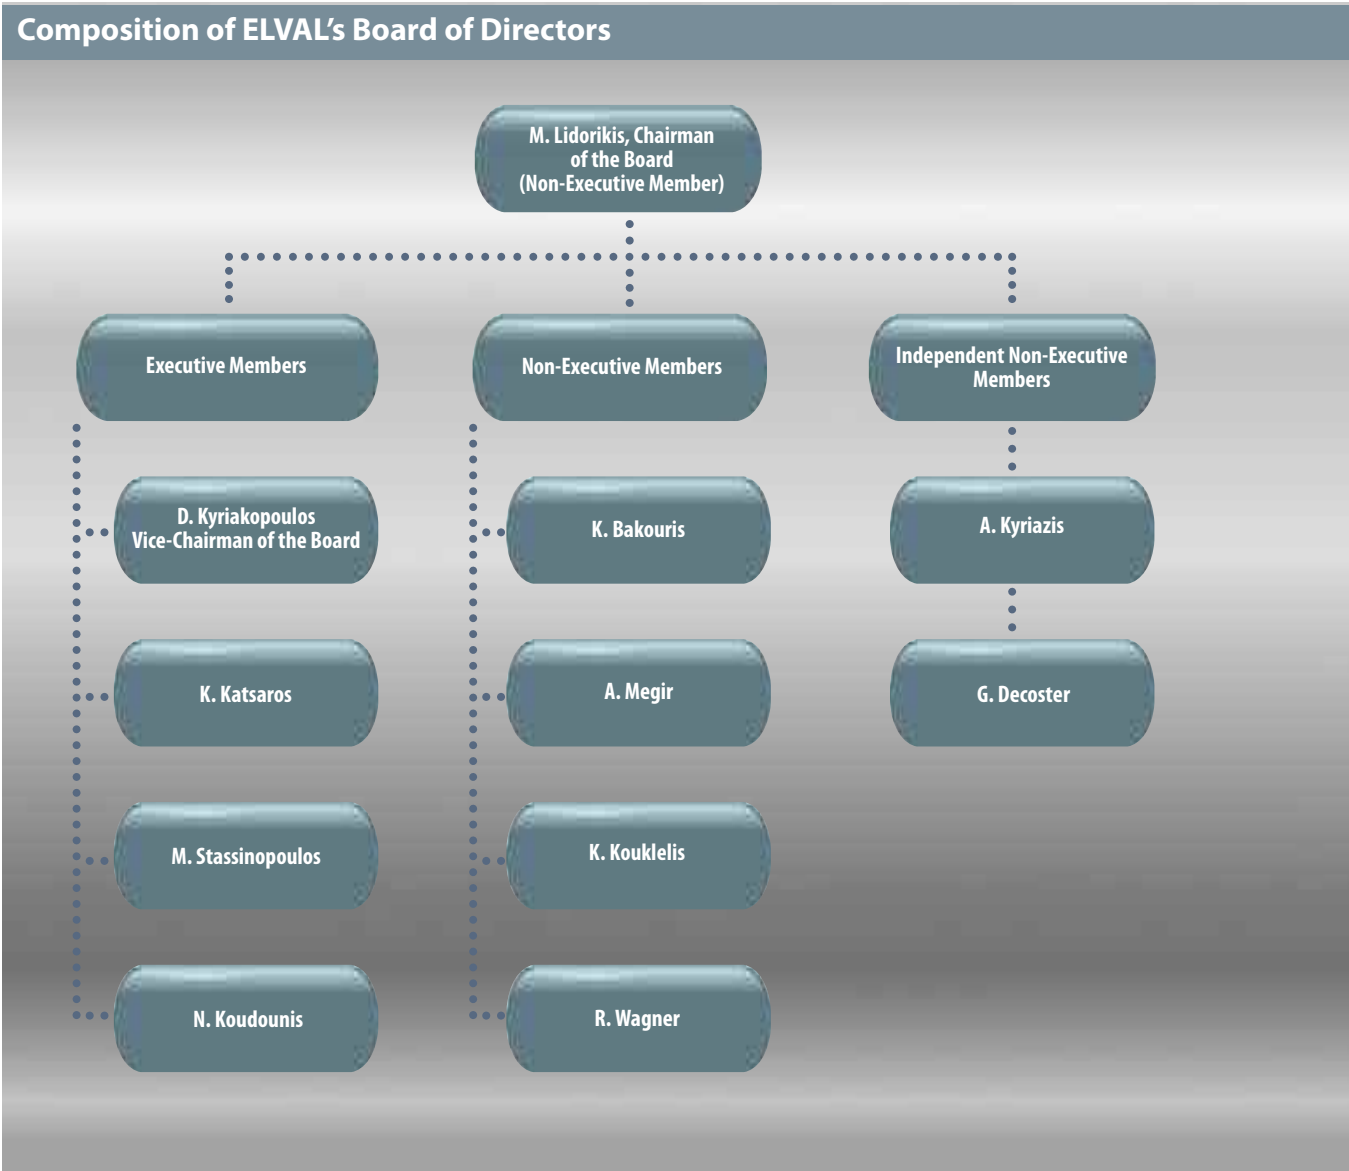 Composition of ELVAL’s Board of Directors
M. Lidorikis, Chairman
of the Board
(Non-Executive Member)
Executive Members
Non-Executive Members
Independent Non-Executive
Members
D. Kyriakopoulos
Vice-Chairman of the Board
K. Bakouris
A. Kyriazis
K. Katsaros
A. Megir
G. Decoster
M. Stassinopoulos
K. Kouklelis
N. Koudounis
R. Wagner